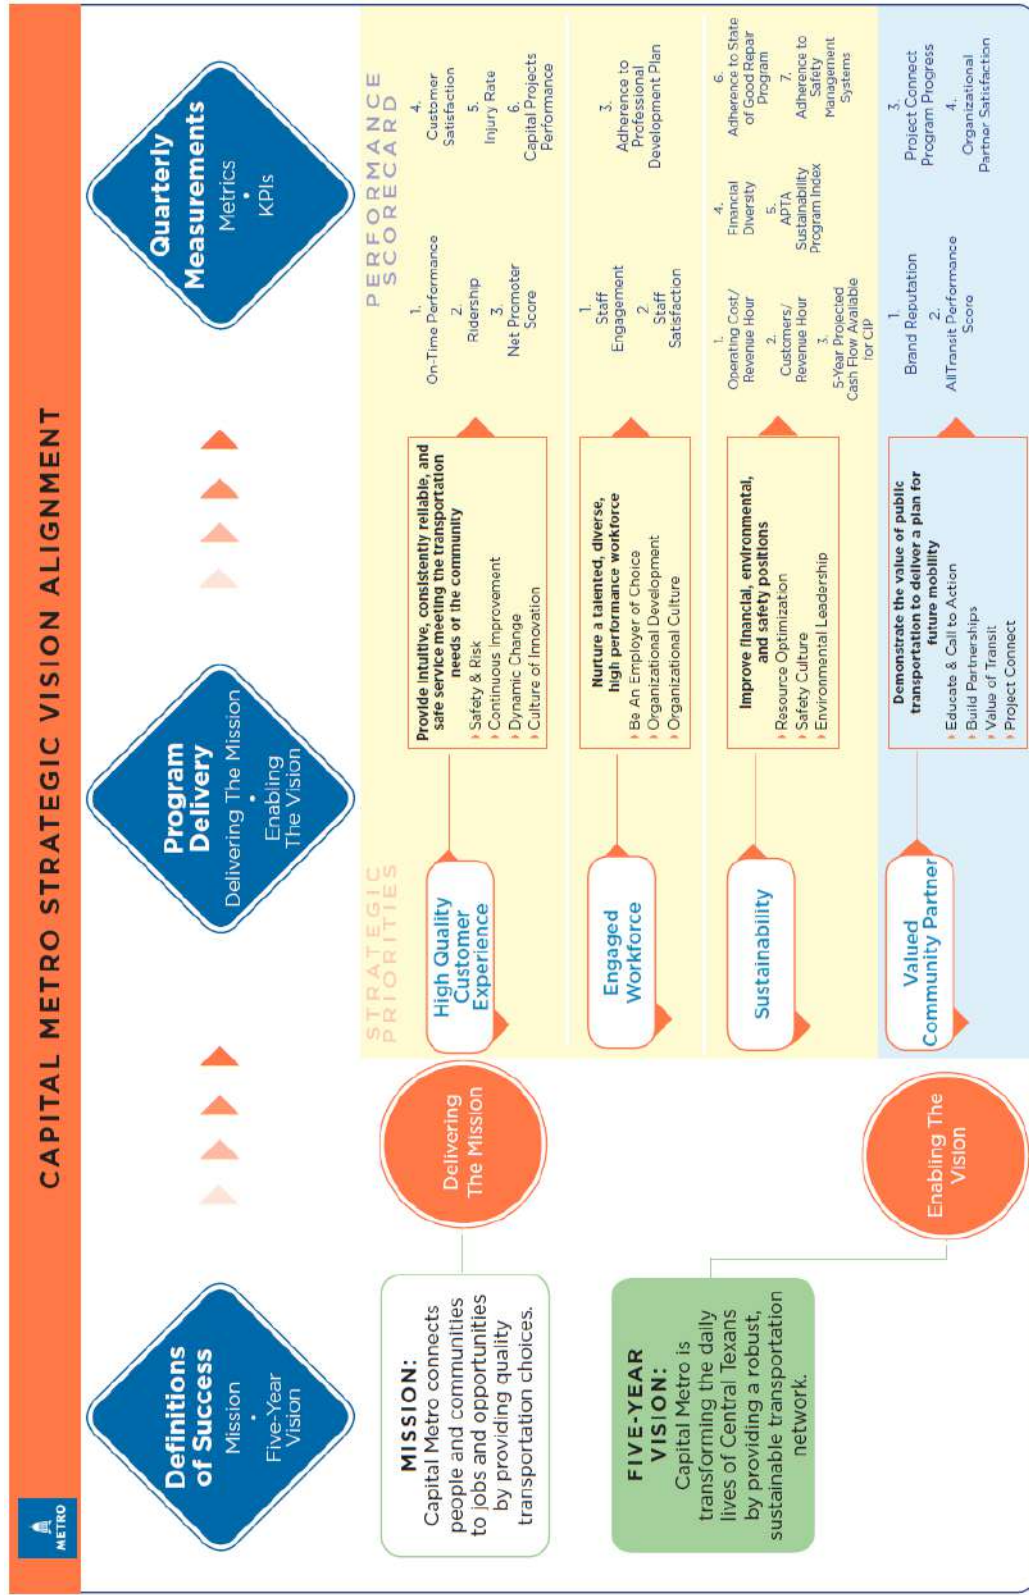 METRO
CAPITAL METRO STRATEGIC VISION ALIGNMENT
Definitions
of Success
Mission
•
Five-Year
Vision
Program
Delivery
Delivering The Mission
•
Enabling
The Vision
Quarterly
Measurements
Metrics
•
KPIs
MISSION:
Capital Metro connects
people and communities
to jobs and opportunities
by providing quality
transportation choices.
FIVE-YEAR
VISION:
Capital Metro is
transforming the daily
lives of Central Texans
by providing a robust,
sustainable transportation
network.
Delivering
The Mission
Enabling The
Vision
STRATEGIC
PRIORITIES
PERFORMANCE
SCORECARD
High Quality
Customer
Experience
Provide intuitive, consistently reliable, and
safe service meeting the transportation
needs of the community
Safety & Risk
Continuous Improvement
Dynamic Change
Culture of Innovation
1.
On-Time Performance
2.
Ridership
3.
Net Promoter
Score
4.
Customer
Satisfaction
5.
Injury Rate
6.
Capital Projects
Performance
Engaged
Workforce
Nurture a talented, diverse,
high performance workforce
Be An Employer of Choice
Organizational Development
Organizational Culture
1.
Staff
Engagement
2.
Staff
Satisfaction
3.
Adherence to
Professional
Development Plan
Sustainability
Improve financial, environmental,
and safety positions
Resource Optimization
Safety Culture
Environmental Leadership
1.
Operating Cost/
Revenue Hour
2.
Customers/
Revenue Hour
3.
5-Year Projected
Cash Flow Available
for CIP
4.
Financial
Diversity
5.
APTA
Sustainability
Program Index
6.
Adherence to State
of Good Repair
Program
7.
Adherence to
Safety
Management
Systems
Valued
Community Partner
Demonstrate the value of public
transportation to deliver a plan for
future mobility
Educate & Call to Action
Build Partnerships
Value of Transit
Project Connect
1.
Brand Reputation
2.
AllTransit Performance
Score
3.
Project Connect
Program Progress
4.
Organizational
Partner Satisfaction